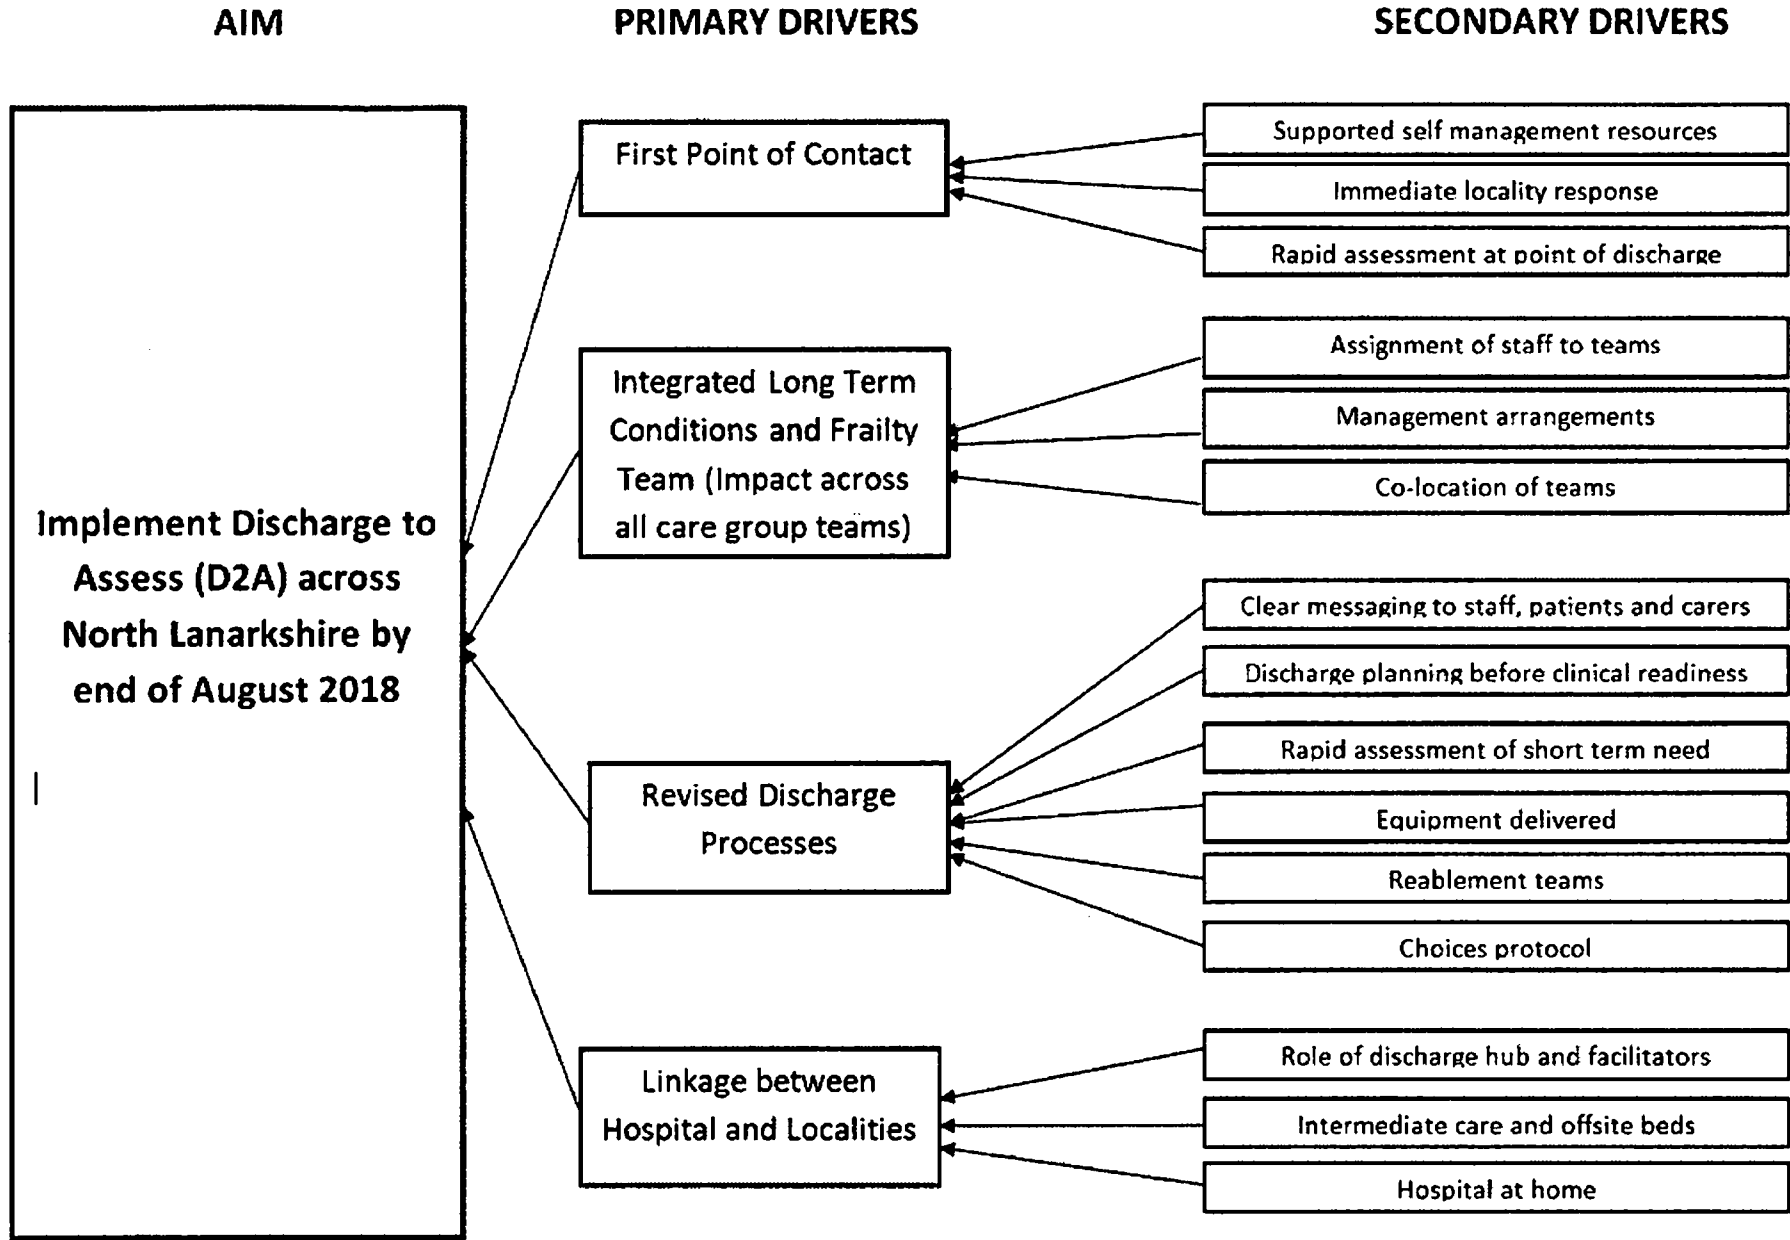 AIM
PRIMARY DRIVERS
SECONDARY DRIVERS
Implement Discharge to
Assess (D2A) across
North Lanarkshire by
end of August 2018
First Point of Contact
Integrated Long Term
Conditions and Frailty
Team (Impact across
all care group teams)
Revised Discharge
Processes
Linkage between
Hospital and Localities
Supported self management resources
Immediate locality response
Rapid assessment at point of discharge
Assignment of staff to teams
Management arrangements
Co-location of teams
Clear messaging to staff, patients and carers
Discharge planning before clinical readiness
Rapid assessment of short term need
Equipment delivered
Reablement teams
Choices protocol
Role of discharge hub and facilitators
Intermediate care and offsite beds
Hospital at home